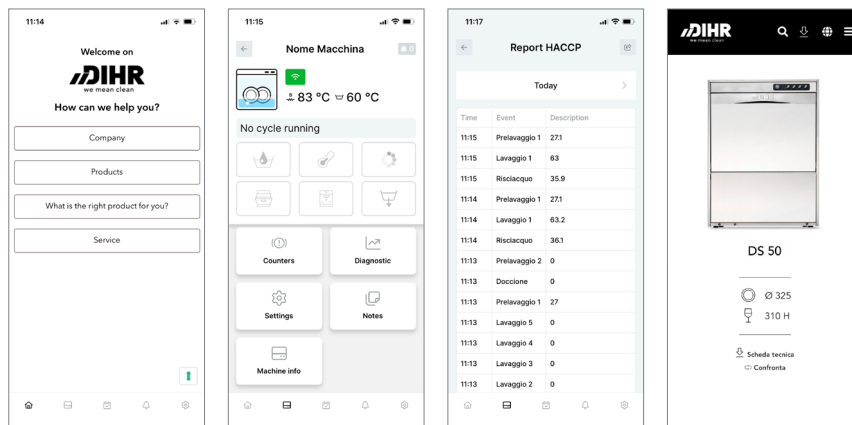 11:14
Welcome on
DIHR
we mean clean
How can we help you?
Company
Products
What is the right product for you?
Service
11:15
Nome Macchina
0
83 °C 60 °C
No cycle running
Counters
Diagnostic
Settings
Notes
Machine info
11:17
Report HACCP
Today
Time Event Description
11:15 Prelavaggio 1 27.1
11:15 Lavaggio 1 63
11:15 Risciacquo 35.9
11:14 Prelavaggio 1 27.1
11:14 Lavaggio 1 63.2
11:14 Risciacquo 36.1
11:13 Prelavaggio 2 0
11:13 Doccione 0
11:13 Prelavaggio 1 27
11:13 Lavaggio 5 0
11:13 Lavaggio 4 0
11:13 Lavaggio 3 0
11:13 Lavaggio 2 0
DIHR
we mean clean
DS 50
Ø 325
310 H
Scheda tecnica
Confronta